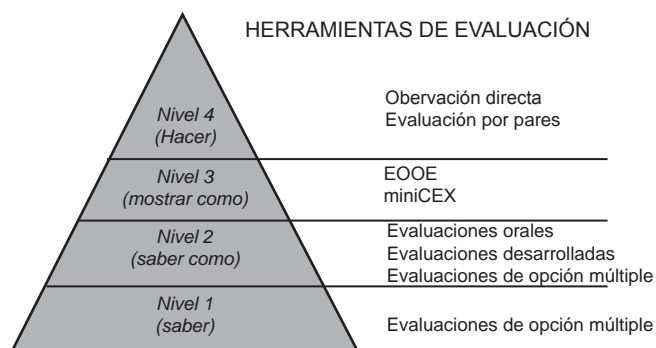 HERRAMIENTAS DE EVALUACIÓN
Nivel 4
(Hacer)
Obervación directa
Evaluación por pares
Nivel 3
(mostrar como)
EOOE
miniCEX
Nivel 2
(saber como)
Evaluaciones orales
Evaluaciones desarrolladas
Evaluaciones de opción múltiple
Nivel 1
(saber)
Evaluaciones de opción múltiple